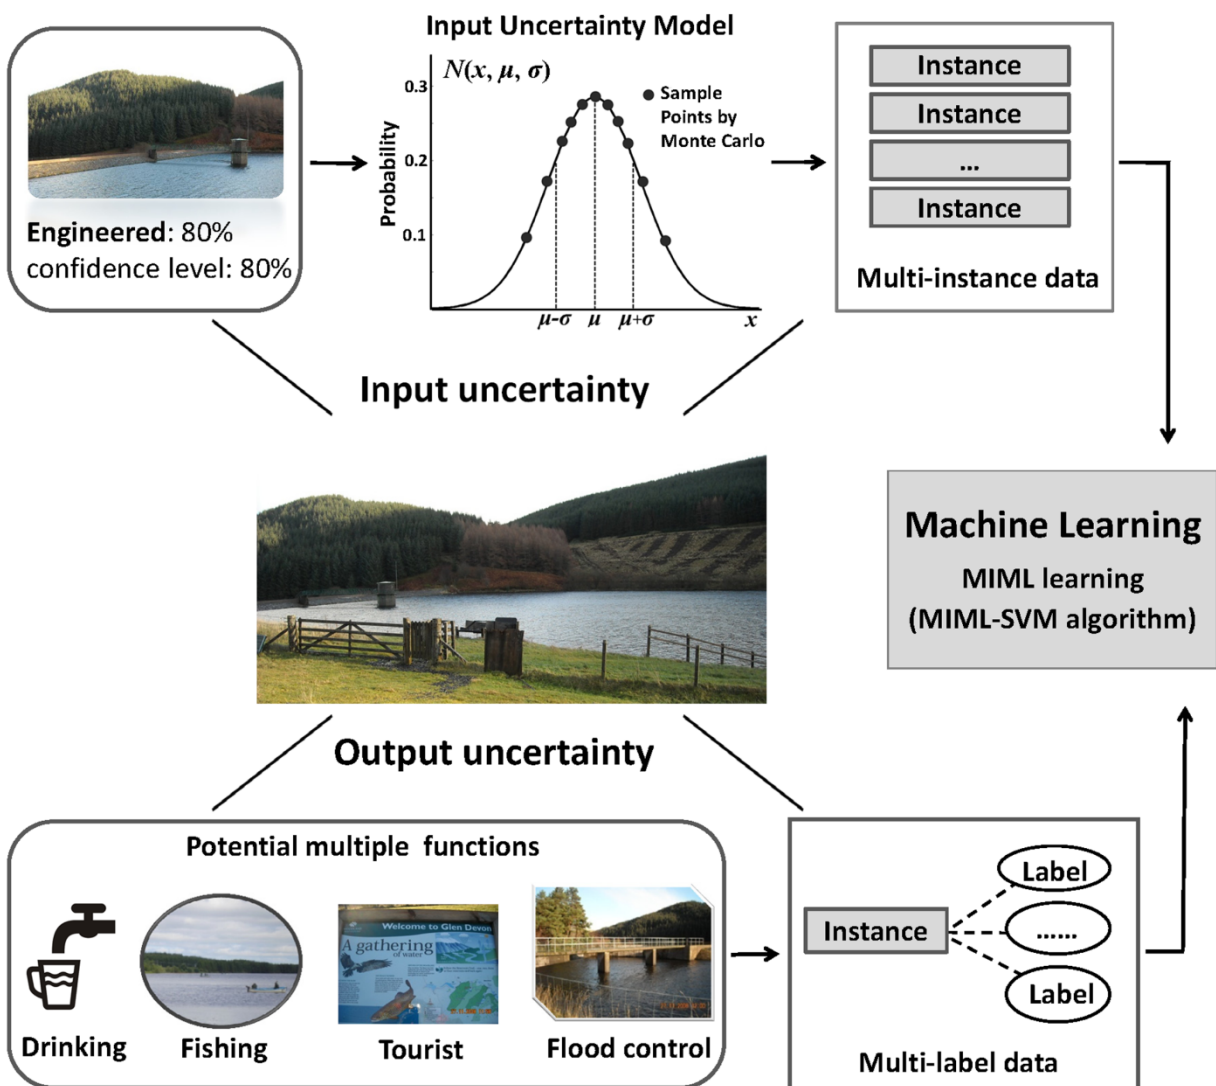 Input Uncertainty Model
N(x, μ, σ)
Sample
Points by
Monte Carlo
Probability
0.3
0.2
0.1
μ-σ
μ
μ+σ
x
Engineered: 80%
confidence level: 80%
Instance
Instance
...
Instance
Multi-instance data
Input uncertainty
Machine Learning
MIML learning
(MIML-SVM algorithm)
Output uncertainty
Potential multiple functions
Welcome to Glen Devon
A gathering
of water
Drinking
Fishing
Tourist
Flood control
Instance
Label
......
Label
Multi-label data